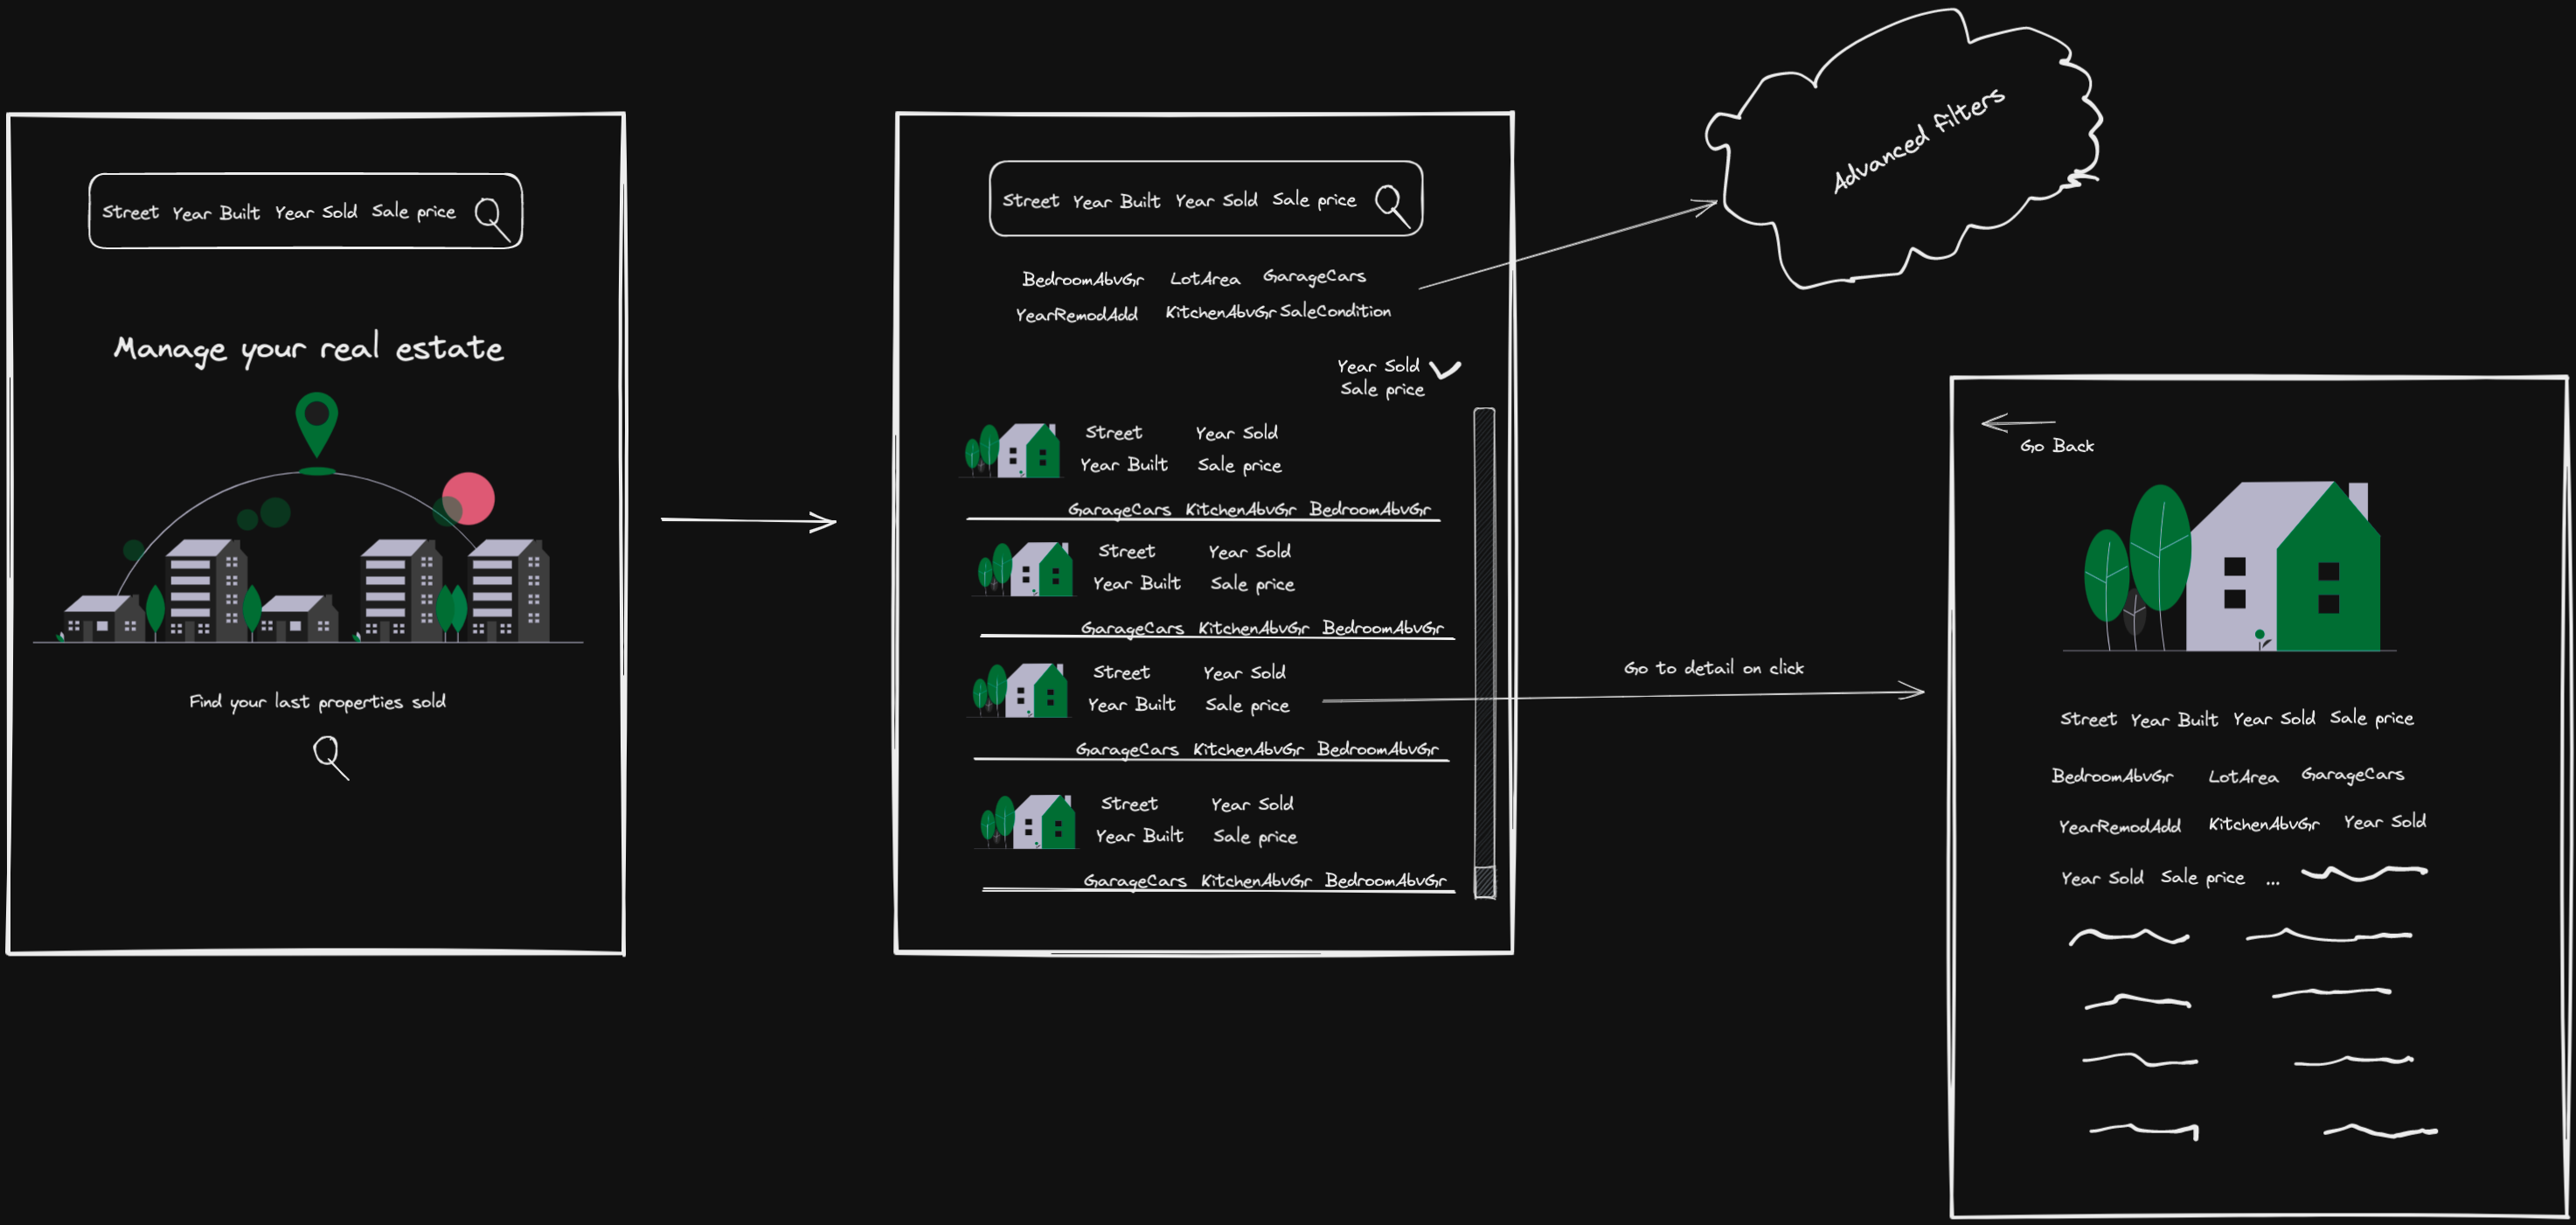 Street Year Built Year Sold Sale price
Manage your real estate
Find your last properties sold
Street Year Built Year Sold Sale price
BedroomAbvGr LotArea GarageCars
YearRemodAdd KitchenAbvGr SaleCondition
Year Sold
Sale price
Street Year Sold
Year Built Sale price
GarageCars KitchenAbvGr BedroomAbvGr
Street Year Sold
Year Built Sale price
GarageCars KitchenAbvGr BedroomAbvGr
Street Year Sold
Year Built Sale price
GarageCars KitchenAbvGr BedroomAbvGr
Street Year Sold
Year Built Sale price
GarageCars KitchenAbvGr BedroomAbvGr
Advanced filters
Go to detail on click
Go Back
Street Year Built Year Sold Sale price
BedroomAbvGr LotArea GarageCars
YearRemodAdd KitchenAbvGr Year Sold
Year Sold Sale price ...